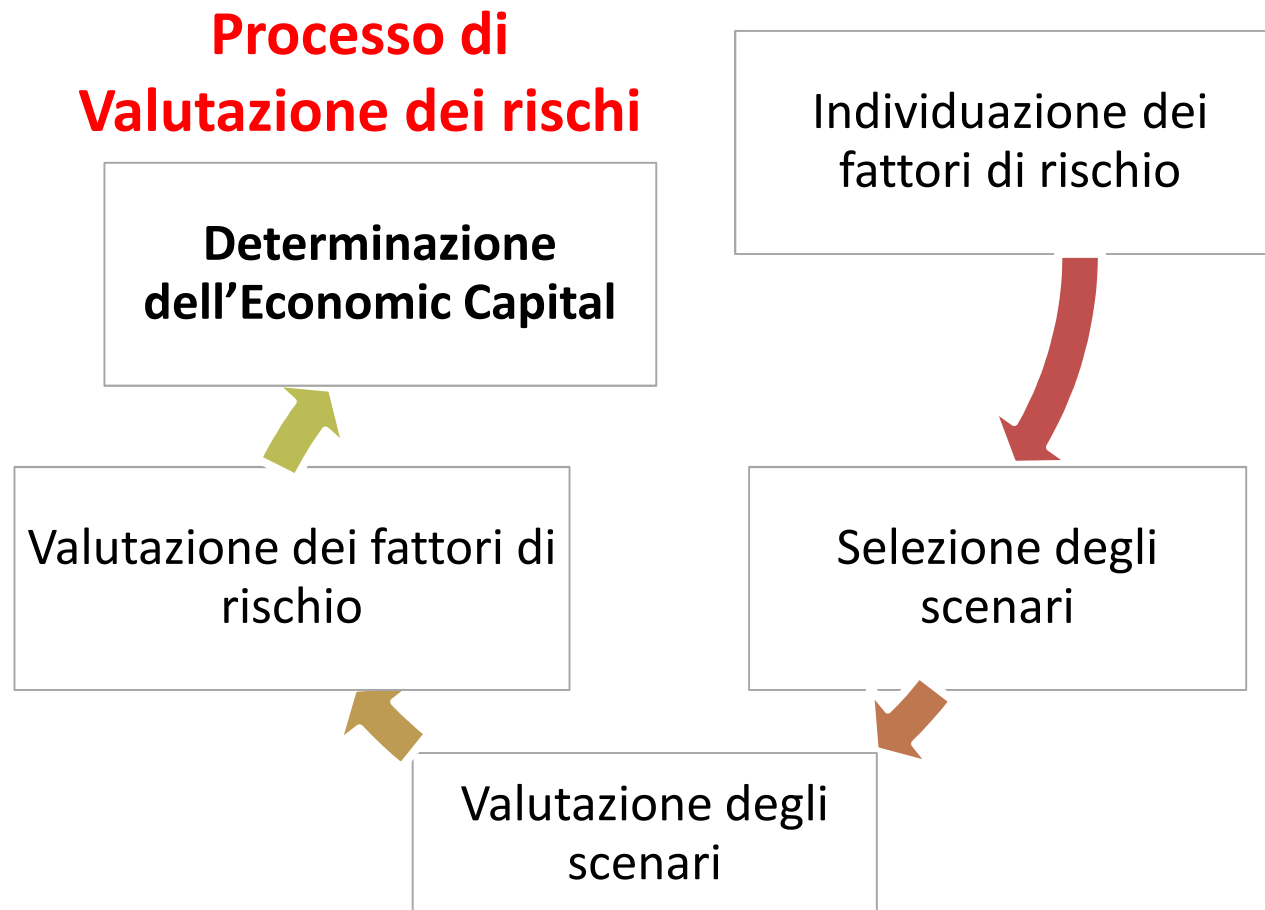 Processo di
Valutazione dei rischi
Individuazione dei
fattori di rischio
Determinazione
dell’Economic Capital
Valutazione dei fattori di
rischio
Selezione degli
scenari
Valutazione degli
scenari